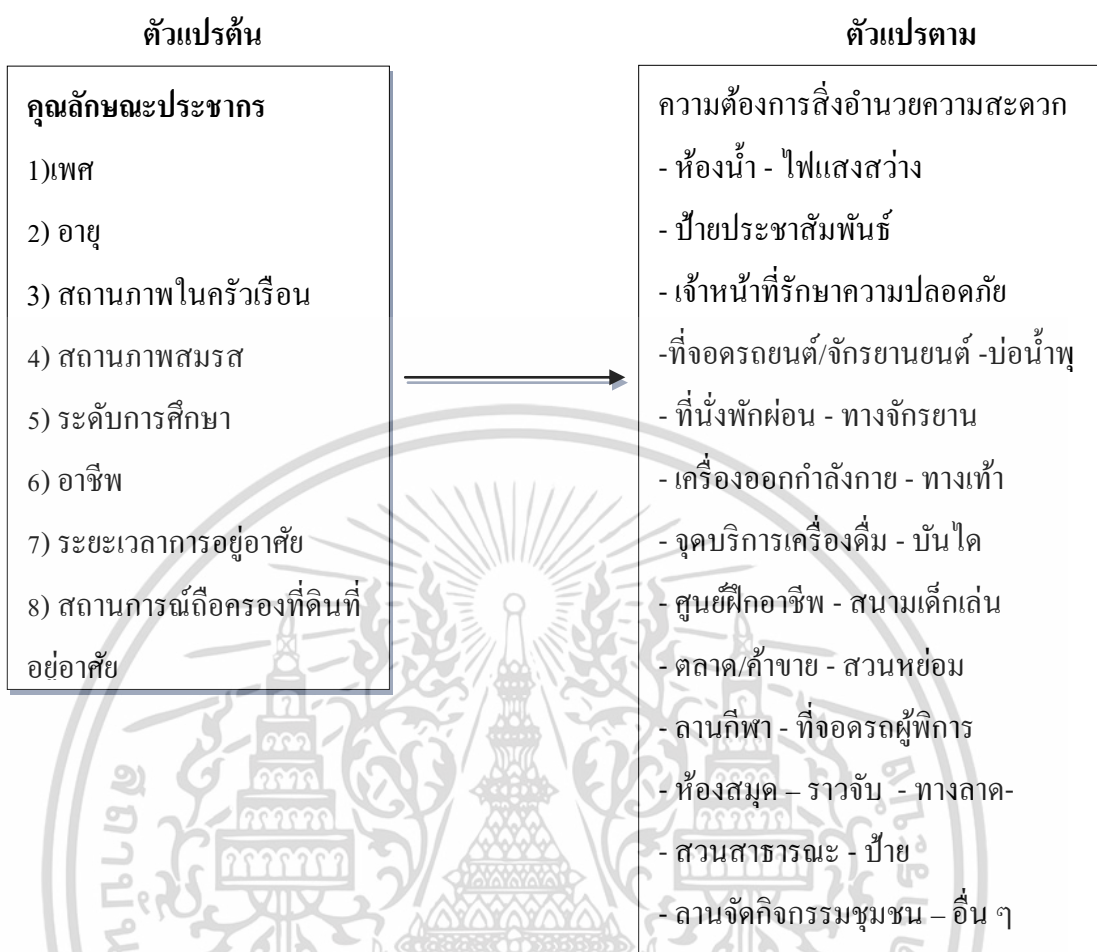 ตัวแปรต้น
คุณลักษณะประชากร
1)เพศ
2) อายุ
3) สถานภาพในครัวเรือน
4) สถานภาพสมรส
5) ระดับการศึกษา
6) อาชีพ
7) ระยะเวลาการอยู่อาศัย
8) สถานการณ์ถือครองที่ดินที่
อยู่อาศัย
ตัวแปรตาม
ความต้องการสิ่งอำนวยความสะดวก
- ห้องน้ำ - ไฟแสงสว่าง
- ป้ายประชาสัมพันธ์
- เจ้าหน้าที่รักษาความปลอดภัย
-ที่จอดรถยนต์/จักรยานยนต์ -บ่อน้ำพุ
- ที่นั่งพักผ่อน - ทางจักรยาน
- เครื่องออกกำลังกาย - ทางเท้า
- จุดบริการเครื่องดื่ม - บันได
- ศูนย์ฝึกอาชีพ - สนามเด็กเล่น
- ตลาด/ค้าขาย - สวนหย่อม
- ลานกีฬา - ที่จอดรถผู้พิการ
- ห้องสมุด – ราวจับ - ทางลาด-
- สวนสาธารณะ - ป้าย
- ลานจัดกิจกรรมชุมชน – อื่น ๆ